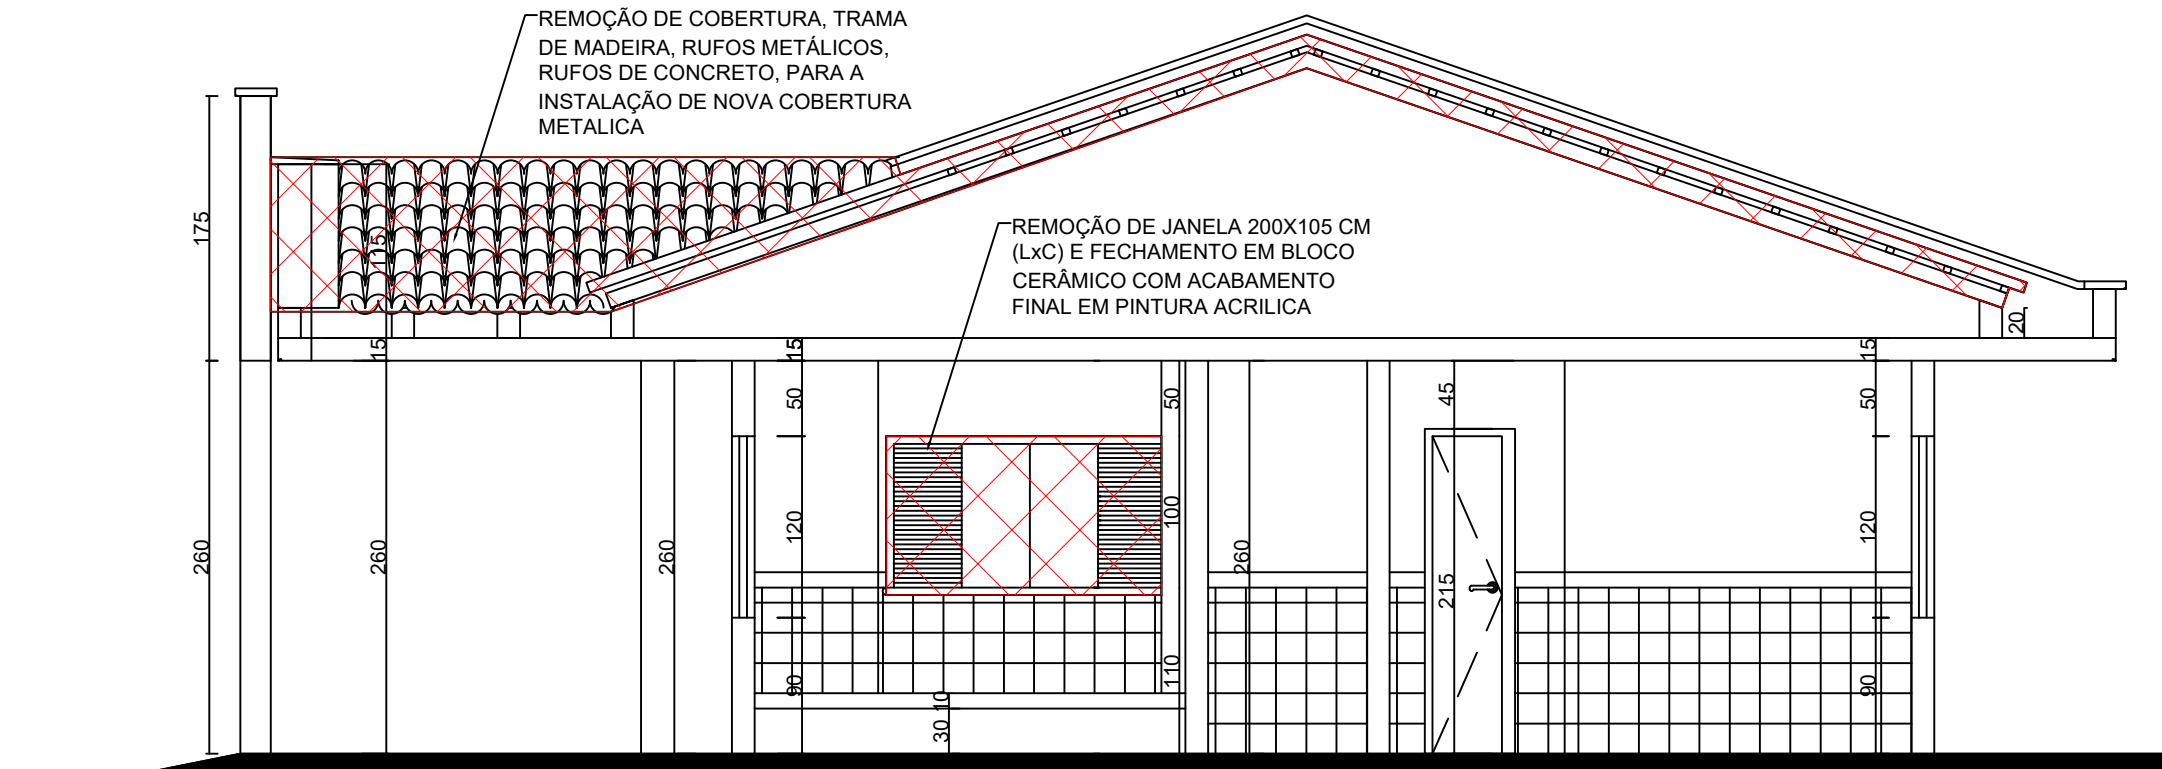 REMOÇÃO DE COBERTURA, TRAMA
DE MADEIRA, RUFOS METÁLICOS,
RUFOS DE CONCRETO, PARA A
INSTALAÇÃO DE NOVA COBERTURA
METALICA
REMOÇÃO DE JANELA 200X105 CM
(LxC) E FECHAMENTO EM BLOCO
CERÂMICO COM ACABAMENTO
FINAL EM PINTURA ACRILICA
175
260
15
260
260
15
50
120
90
30
10
50
100
110
260
45
215
20
15
50
120
90